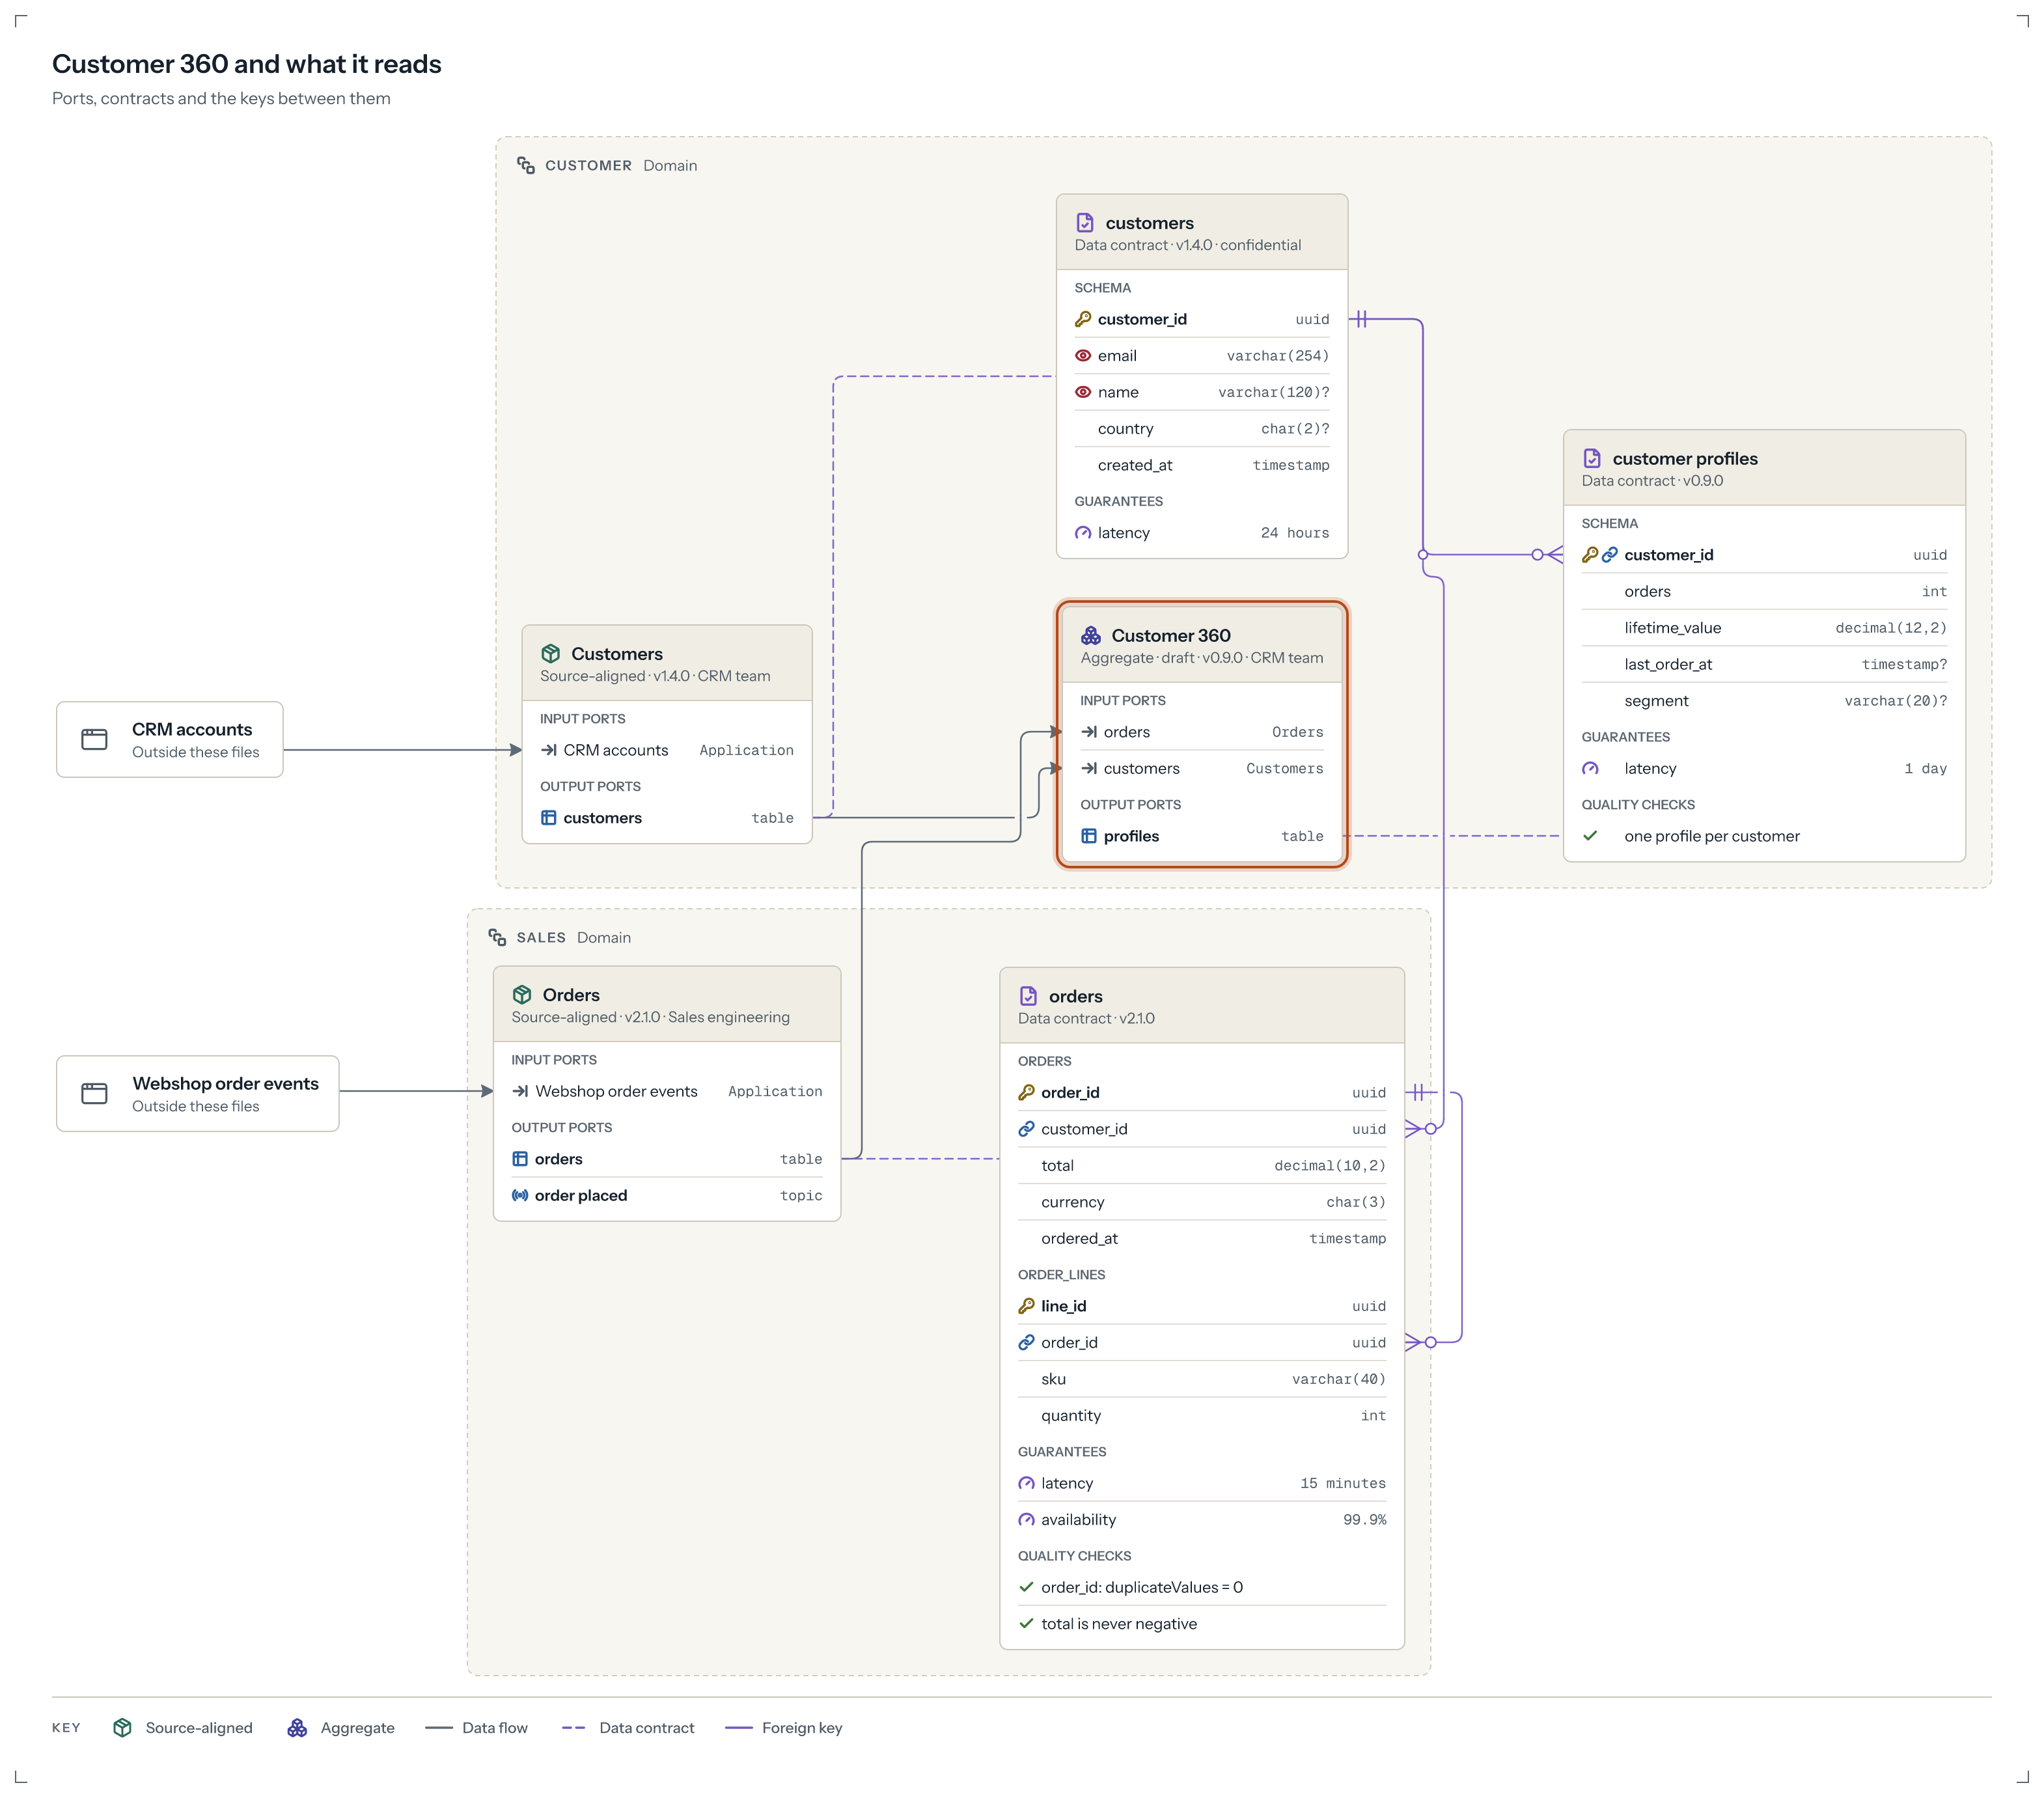 Customer 360 and what it reads
Ports, contracts and the keys between them
CUSTOMER Domain
customers
Data contract · v1.4.0 · confidential
SCHEMA
customer_id uuid
email varchar(254)
name varchar(120)?
country char(2)?
created_at timestamp
GUARANTEES
latency 24 hours
customer profiles
Data contract · v0.9.0
SCHEMA
customer_id uuid
orders int
lifetime_value decimal(12,2)
last_order_at timestamp?
segment varchar(20)?
GUARANTEES
latency 1 day
QUALITY CHECKS
one profile per customer
Customers
Source-aligned · v1.4.0 · CRM team
INPUT PORTS
CRM accounts Application
OUTPUT PORTS
customers table
Customer 360
Aggregate · draft · v0.9.0 · CRM team
INPUT PORTS
orders Orders
customers Customers
OUTPUT PORTS
profiles table
CRM accounts
Outside these files
SALES Domain
Orders
Source-aligned · v2.1.0 · Sales engineering
INPUT PORTS
Webshop order events Application
OUTPUT PORTS
orders table
order placed topic
Webshop order events
Outside these files
orders
Data contract · v2.1.0
ORDERS
order_id uuid
customer_id uuid
total decimal(10,2)
currency char(3)
ordered_at timestamp
ORDER_LINES
line_id uuid
order_id uuid
sku varchar(40)
quantity int
GUARANTEES
latency 15 minutes
availability 99.9%
QUALITY CHECKS
order_id: duplicateValues = 0
total is never negative
KEY Source-aligned Aggregate Data flow Data contract Foreign key